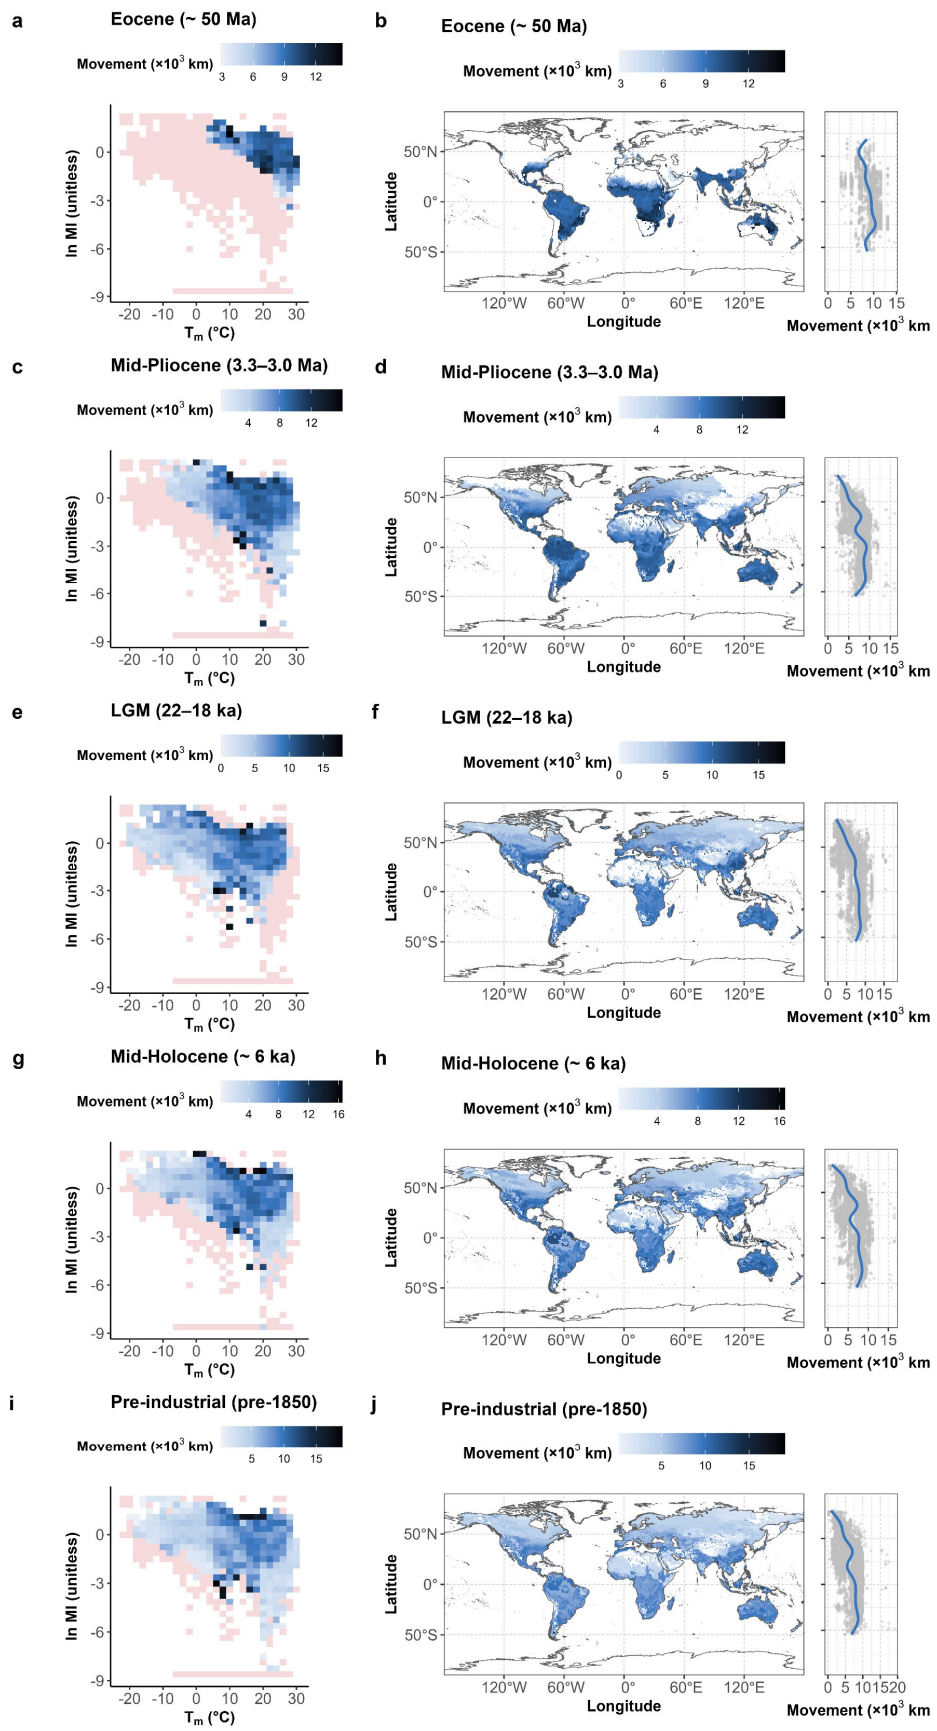 a
Eocene (~ 50 Ma)
Movement (×10³ km)
3 6 9 12
ln MI (unitless)
0
-3
-6
-9
-20 -10 0 10 20 30
Tₘ (°C)
b
Eocene (~ 50 Ma)
Movement (×10³ km)
3 6 9 12
Latitude
50°N
0°
50°S
120°W 60°W 0° 60°E 120°E
Longitude
0 5 10 15
Movement (×10³ km
c
Mid-Pliocene (3.3–3.0 Ma)
Movement (×10³ km)
4 8 12
ln MI (unitless)
0
-3
-6
-9
-20 -10 0 10 20 30
Tₘ (°C)
d
Mid-Pliocene (3.3–3.0 Ma)
Movement (×10³ km)
4 8 12
Latitude
50°N
0°
50°S
120°W 60°W 0° 60°E 120°E
Longitude
0 5 10 15
Movement (×10³ km
e
LGM (22–18 ka)
Movement (×10³ km)
0 5 10 15
ln MI (unitless)
0
-3
-6
-9
-20 -10 0 10 20 30
Tₘ (°C)
f
LGM (22–18 ka)
Movement (×10³ km)
0 5 10 15
Latitude
50°N
0°
50°S
120°W 60°W 0° 60°E 120°E
Longitude
0 5 10 15
Movement (×10³ km
g
Mid-Holocene (~ 6 ka)
Movement (×10³ km)
4 8 12 16
ln MI (unitless)
0
-3
-6
-9
-20 -10 0 10 20 30
Tₘ (°C)
h
Mid-Holocene (~ 6 ka)
Movement (×10³ km)
4 8 12 16
Latitude
50°N
0°
50°S
120°W 60°W 0° 60°E 120°E
Longitude
0 5 10 15
Movement (×10³ km
i
Pre-industrial (pre-1850)
Movement (×10³ km)
5 10 15
ln MI (unitless)
0
-3
-6
-9
-20 -10 0 10 20 30
Tₘ (°C)
j
Pre-industrial (pre-1850)
Movement (×10³ km)
5 10 15
Latitude
50°N
0°
50°S
120°W 60°W 0° 60°E 120°E
Longitude
0 5 10 15 20
Movement (×10³ km